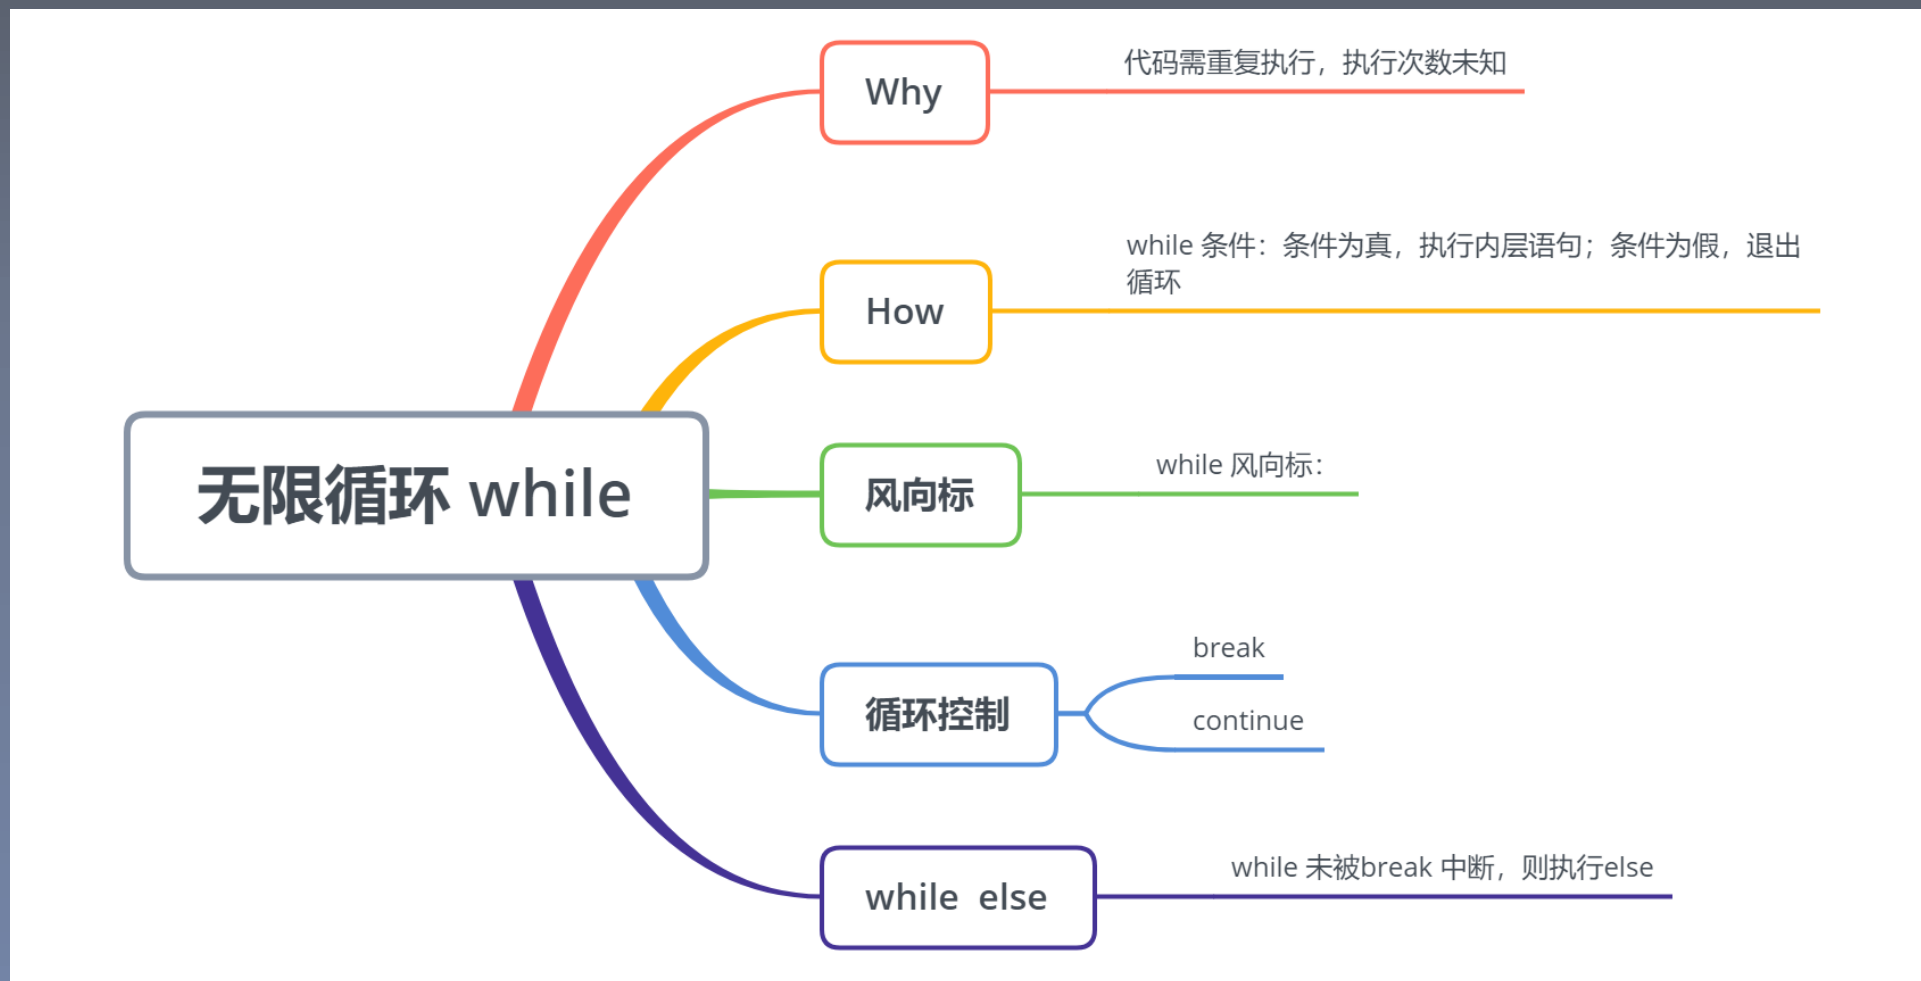 Why
代码需重复执行，执行次数未知
How
while 条件：条件为真，执行内层语句；条件为假，退出
循环
无限循环 while
风向标
while 风向标：
循环控制
break
continue
while else
while 未被break 中断，则执行else